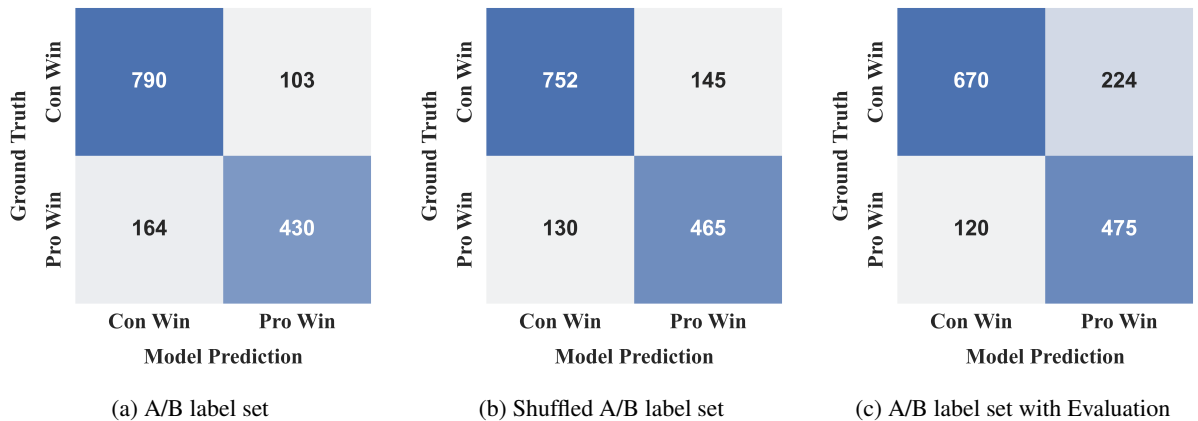 Ground Truth
Con Win
Pro Win
790
103
164
430
Con Win
Pro Win
Model Prediction
(a) A/B label set
Ground Truth
Con Win
Pro Win
752
145
130
465
Con Win
Pro Win
Model Prediction
(b) Shuffled A/B label set
Ground Truth
Con Win
Pro Win
670
224
120
475
Con Win
Pro Win
Model Prediction
(c) A/B label set with Evaluation